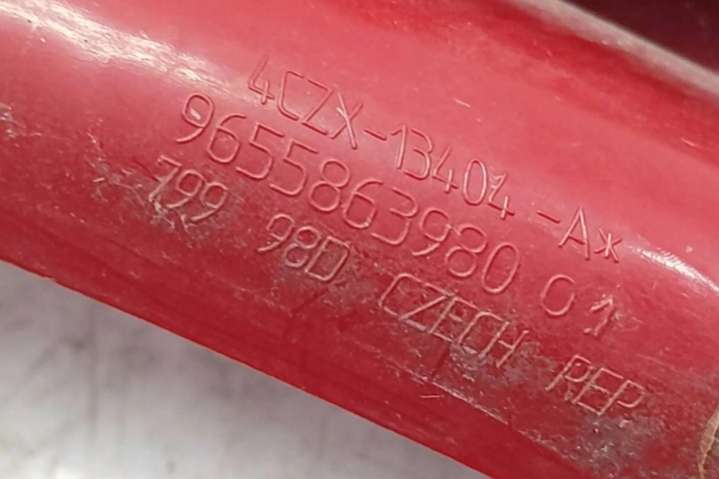 4CZX-13404-A*
9655863980 01
799 98D CZECH REP.